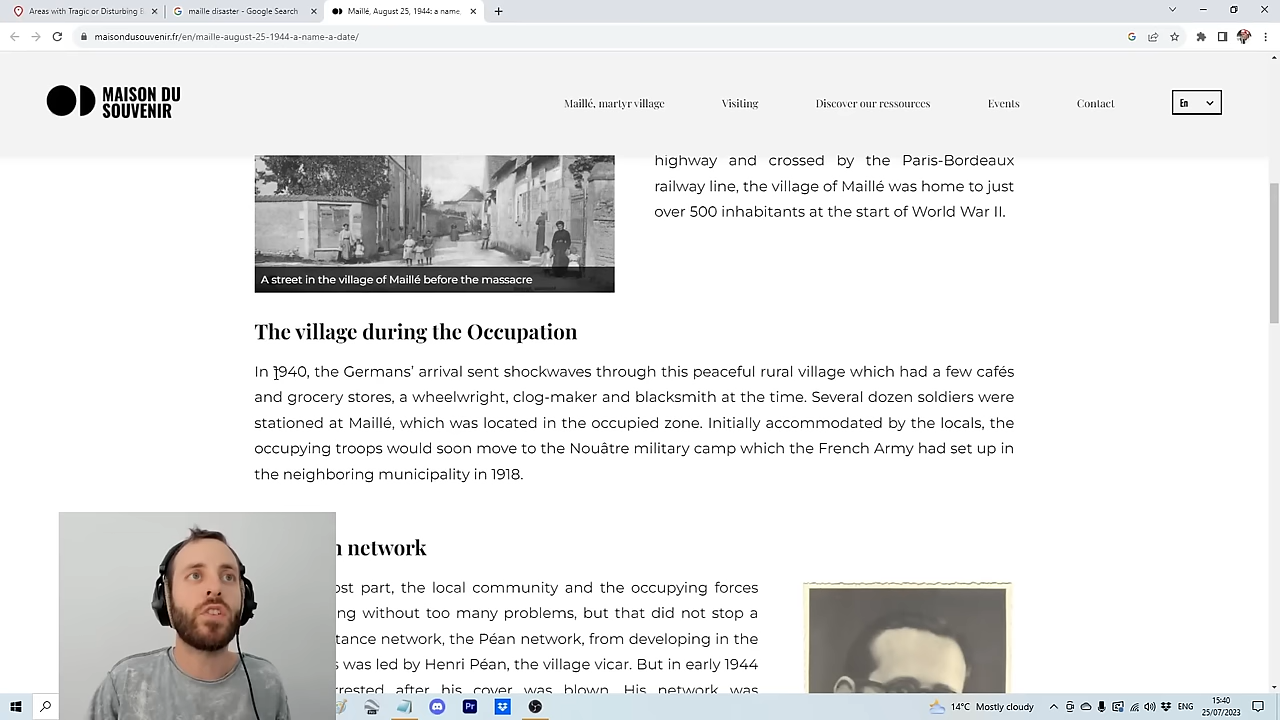 Areas with Tragic or Disturbing B
maille disaster - Google Search
Maillé, August 25, 1944: a name,
maisondusouvenir.fr/en/maille-august-25-1944-a-name-a-date/
MAISON DU
SOUVENIR
Maillé, martyr village
Visiting
Discover our ressources
Events
Contact
En
highway and crossed by the Paris-Bordeaux
railway line, the village of Maillé was home to just
over 500 inhabitants at the start of World War II.
A street in the village of Maillé before the massacre
The village during the Occupation
In 1940, the Germans' arrival sent shockwaves through this peaceful rural village which had a few cafés
and grocery stores, a wheelwright, clog-maker and blacksmith at the time. Several dozen soldiers were
stationed at Maillé, which was located in the occupied zone. Initially accommodated by the locals, the
occupying troops would soon move to the Nouâtre military camp which the French Army had set up in
the neighboring municipality in 1918.
network
the local community and the occupying forces
without too many problems, but that did not stop a
network, the Péan network, from developing in the
was led by Henri Péan, the village vicar. But in early 1944
after his cover was blown. His network was
14°C Mostly cloudy
ENG
15:40
25/07/2023